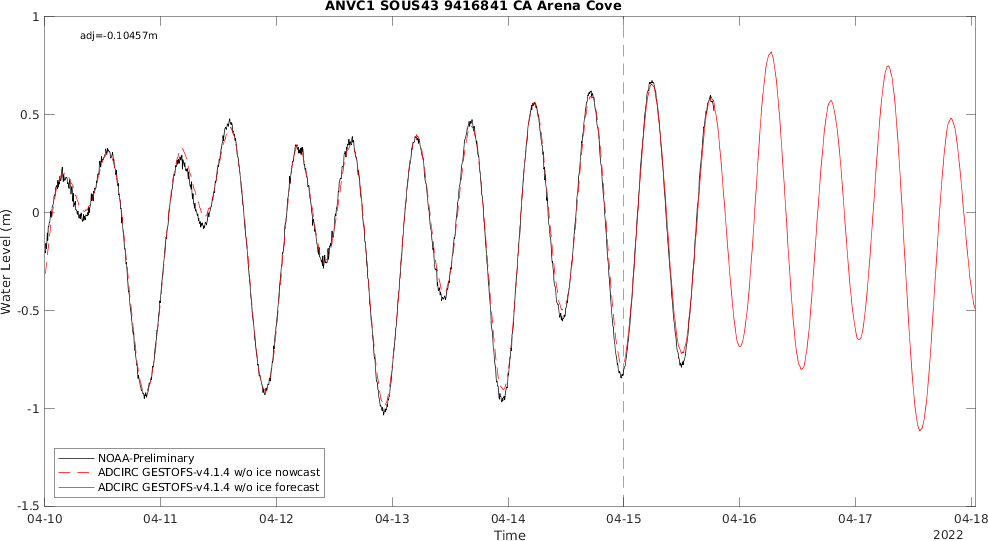 ANVC1 SOUS43 9416841 CA Arena Cove
adj=-0.10457m
1
0.5
0
-0.5
-1
-1.5
Water Level (m)
NOAA-Preliminary
ADCIRC GESTOFS-v4.1.4 w/o ice nowcast
ADCIRC GESTOFS-v4.1.4 w/o ice forecast
04-10 04-11 04-12 04-13 04-14 04-15 04-16 04-17 04-18
Time
2022